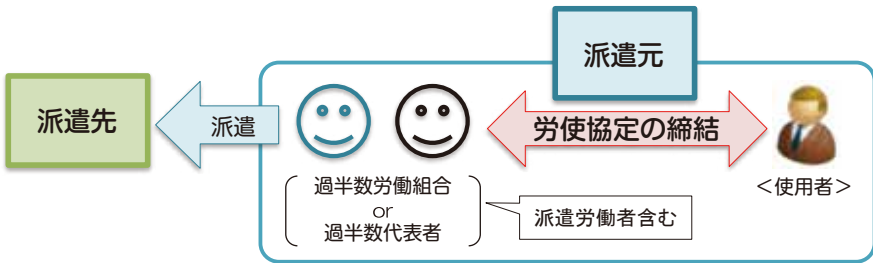 派遣元
派遣先
派遣
労使協定の締結
過半数労働組合
or
過半数代表者
派遣労働者含む
＜使用者＞